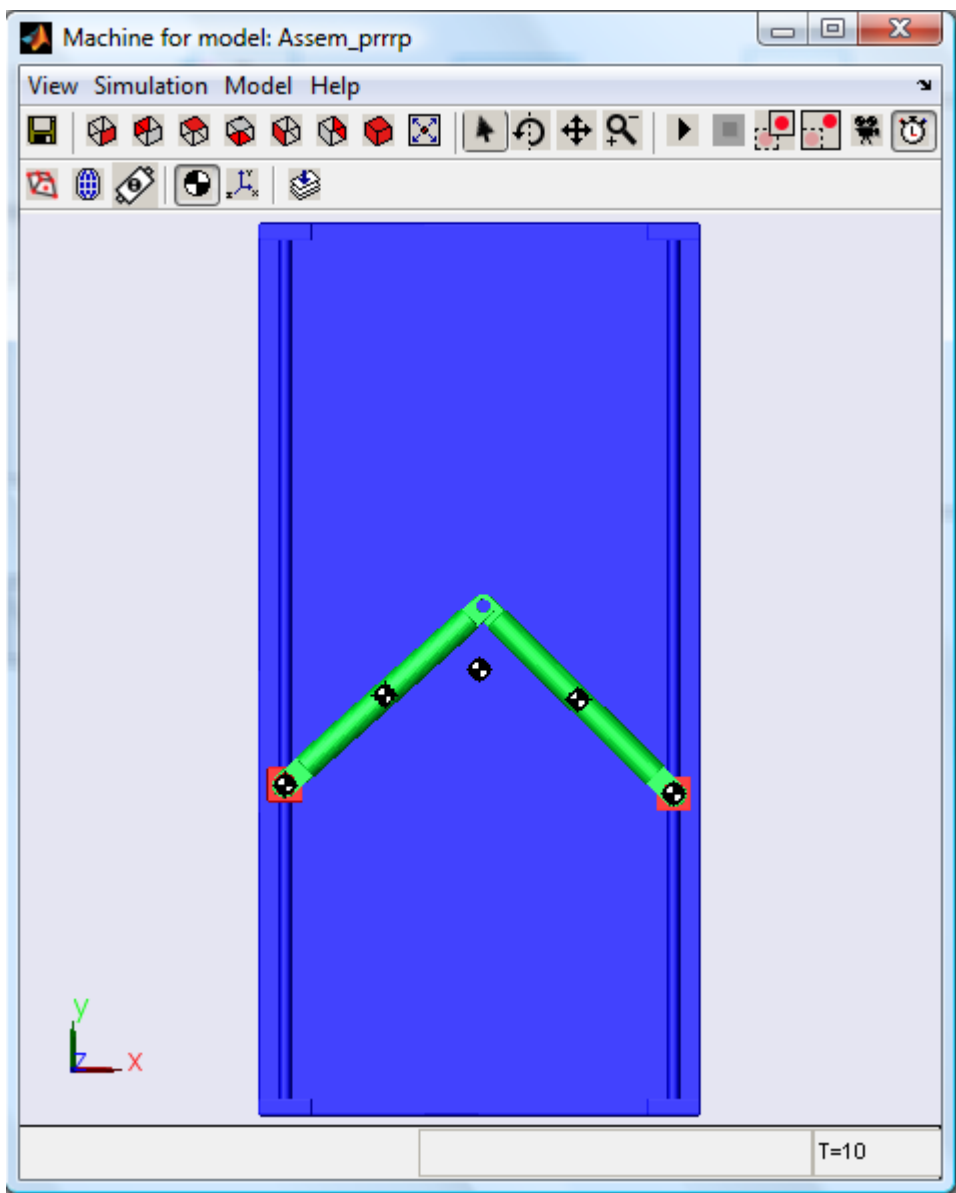 Machine for model: Assem_prrrp
View Simulation Model Help
y
z x
T=10